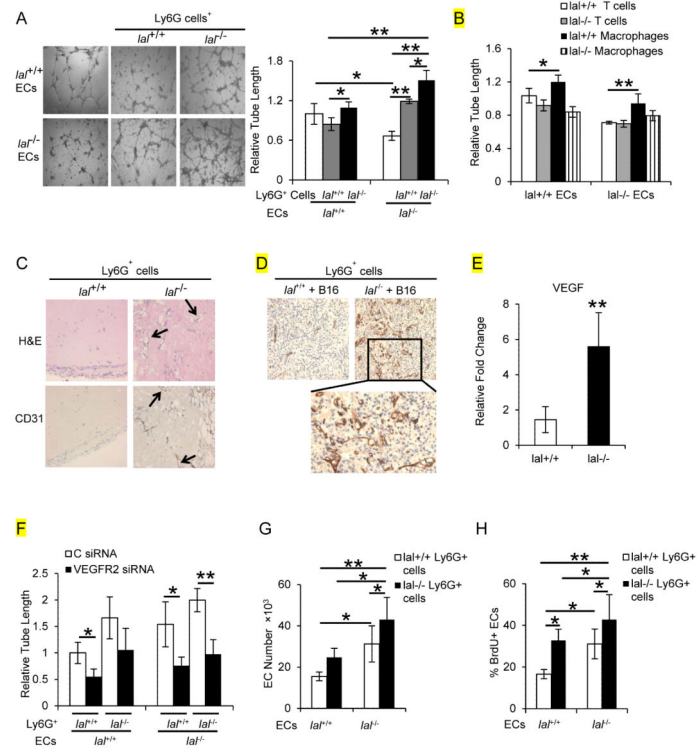 A
Ly6G cells+
lal+/+ lal-/-
lal+/+
ECs
lal-/-
ECs
Relative Tube Length
1.8
1.2
0.6
0
*
**
*
**
**
*
Ly6G+ Cells lal+/+ lal-/- lal+/+ lal-/-
ECs lal+/+ lal-/-
B
lal+/+ T cells
lal-/- T cells
lal+/+ Macrophages
lal-/- Macrophages
Relative Tube Length
1.6
1.2
0.8
0.4
0
*
**
lal+/+ ECs lal-/- ECs
C
Ly6G+ cells
lal+/+ lal-/-
H&E
CD31
D
Ly6G+ cells
lal+/+ + B16 lal-/- + B16
E
VEGF
Relative Fold Change
8
6
4
2
0
**
lal+/+ lal-/-
F
C siRNA
VEGFR2 siRNA
Relative Tube Length
2.5
2
1.5
1
0.5
0
*
*
**
Ly6G+ lal+/+ lal-/- lal+/+ lal-/-
ECs lal+/+ lal-/-
G
lal+/+ Ly6G+
cells
lal-/- Ly6G+
cells
EC Number ×10³
60
40
20
0
**
*
*
*
ECs lal+/+ lal-/-
H
lal+/+ Ly6G+
cells
lal-/- Ly6G+
cells
% BrdU+ ECs
60
40
20
0
**
*
*
*
*
ECs lal+/+ lal-/-